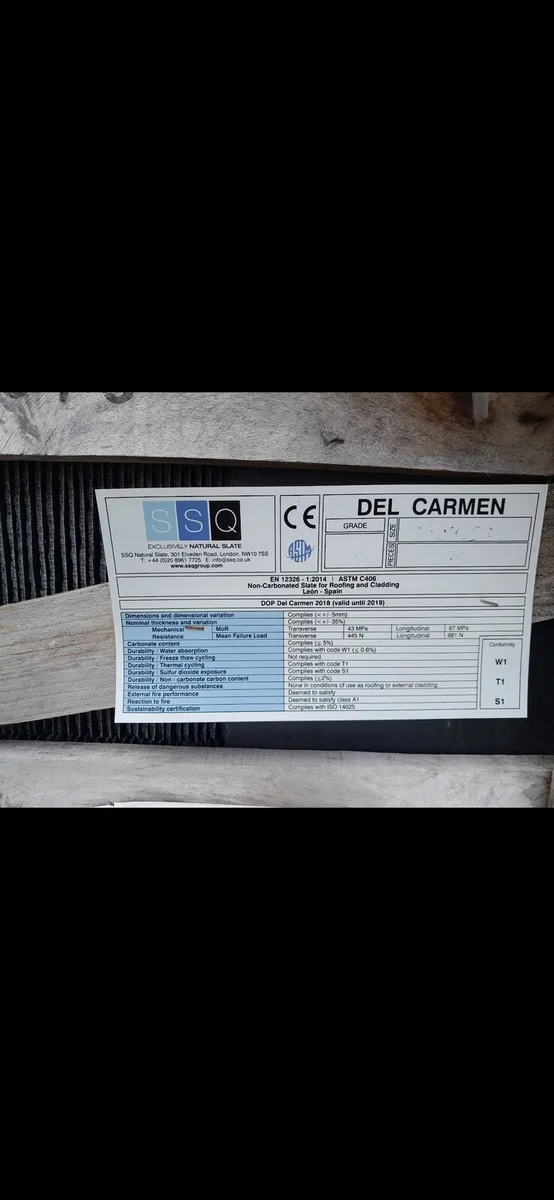 SSQ
EXCLUSIVELY NATURAL SLATE
SSQ Natural Slate, 301 Elveden Road, London, NW10 7SS
T: +44 (0)20 8961 7725 E: info@ssq.co.uk
www.ssqgroup.com
CE
ASTM
DEL CARMEN
GRADE
SIZE
PIECES
EN 12326 - 1:2014 | ASTM C406
Non-Carbonated Slate for Roofing and Cladding
León - Spain
DOP Del Carmen 2018 (valid until 2019)
Dimensions and dimensional variation Complies (< +/- 5mm)
Nominal thickness and variation Complies (< +/- 35%)
Mechanical MoR Transverse 43 MPa Longitudinal 67 MPa
Resistance Mean Failure Load Transverse 445 N Longitudinal 661 N
Carbonate content Complies (≤ 5%)
Durability / Water absorption Complies with code W1 (≤ 0.6%)
Durability / Freeze thaw cycling Not required
Durability / Thermal cycling Complies with code T1
Durability / Sulfur dioxide exposure Complies with code S1
Durability / Non - carbonate carbon content Complies (≤2%)
Release of dangerous substances None in conditions of use as roofing or external cladding
External fire performance Deemed to satisfy
Reaction to fire Deemed to satisfy class A1
Sustainability certification Complies with ISO 14025
Conformity
W1
T1
S1